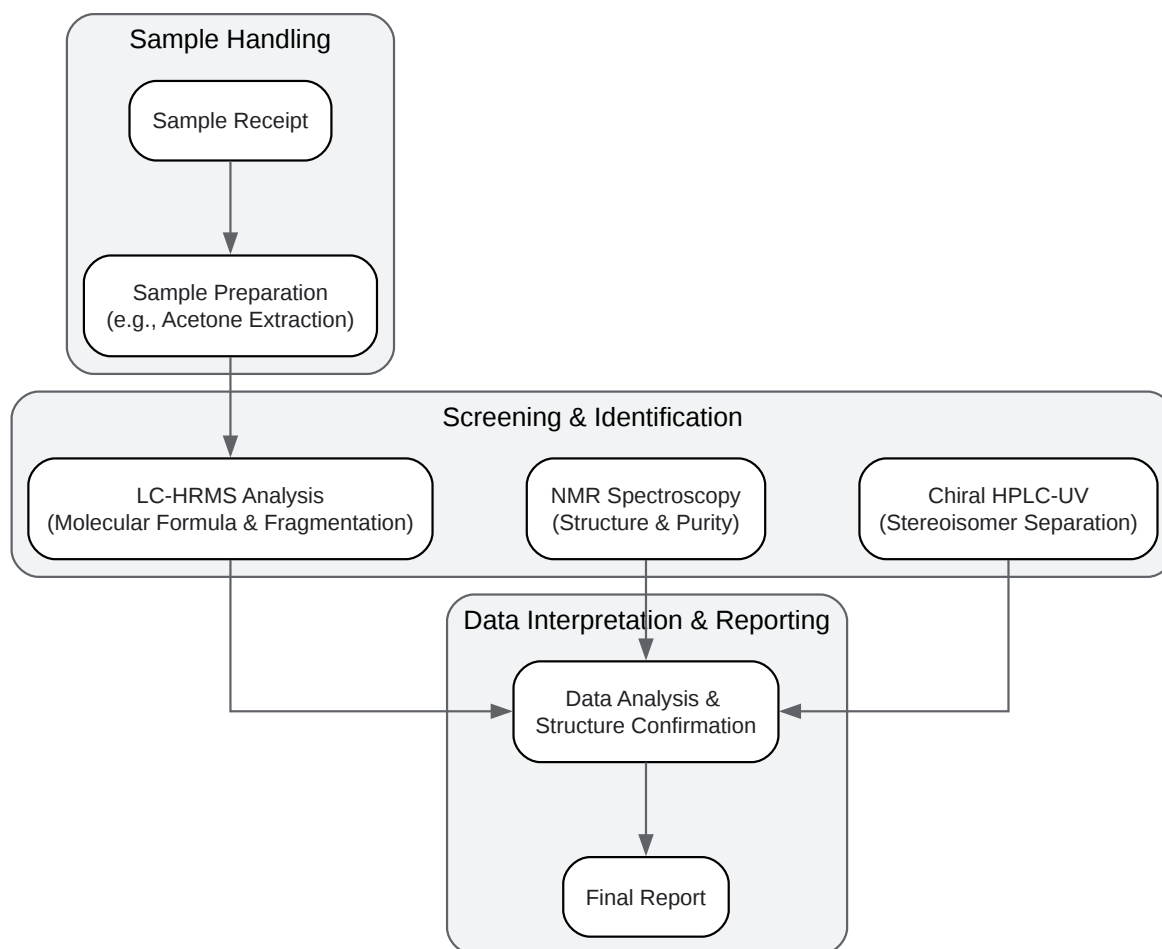 Sample Handling
Sample Receipt
Sample Preparation
(e.g., Acetone Extraction)
Screening & Identification
LC-HRMS Analysis
(Molecular Formula & Fragmentation)
NMR Spectroscopy
(Structure & Purity)
Chiral HPLC-UV
(Stereoisomer Separation)
Data Interpretation & Reporting
Data Analysis &
Structure Confirmation
Final Report